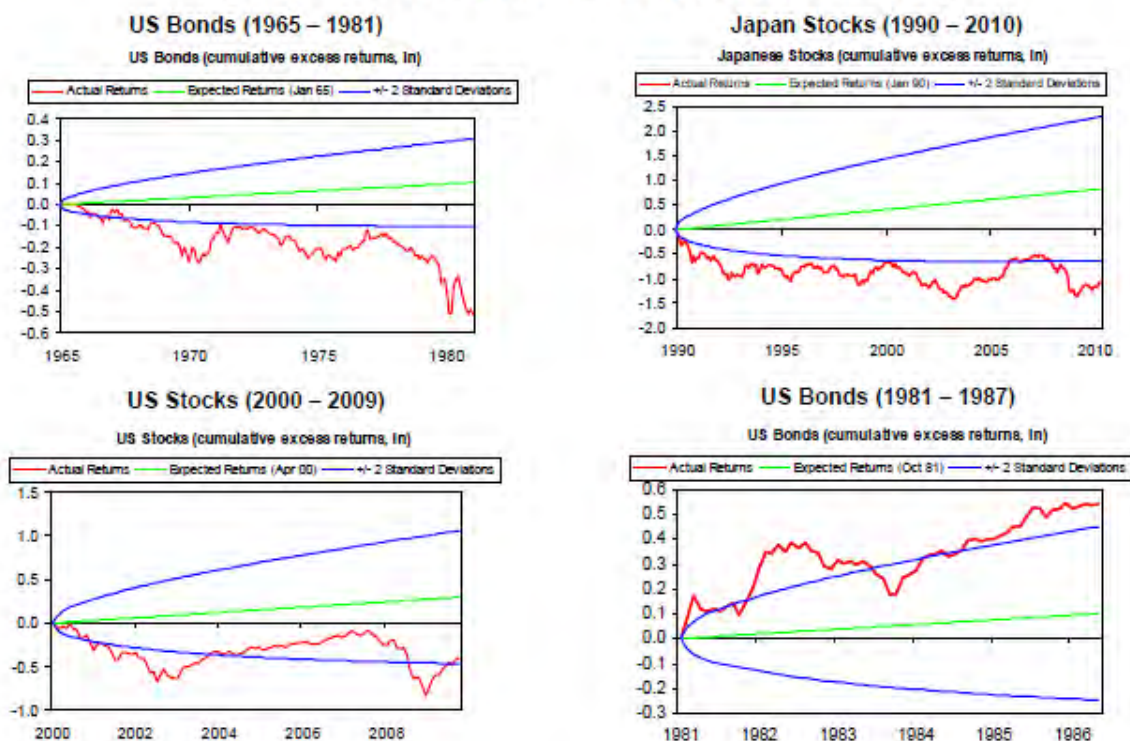 US Bonds (1965 – 1981)
US Bonds (cumulative excess returns, ln)
Actual Returns Expected Returns (Jan 65) +/- 2 Standard Deviations
0.4
0.3
0.2
0.1
0.0
-0.1
-0.2
-0.3
-0.4
-0.5
-0.6
1965 1970 1975 1980
Japan Stocks (1990 – 2010)
Japanese Stocks (cumulative excess returns, ln)
Actual Returns Expected Returns (Jan 90) +/- 2 Standard Deviations
2.5
2.0
1.5
1.0
0.5
0.0
-0.5
-1.0
-1.5
-2.0
1990 1995 2000 2005 2010
US Stocks (2000 – 2009)
US Stocks (cumulative excess returns, ln)
Actual Returns Expected Returns (Apr 00) +/- 2 Standard Deviations
1.5
1.0
0.5
0.0
-0.5
-1.0
2000 2002 2004 2006 2008
US Bonds (1981 – 1987)
US Bonds (cumulative excess returns, ln)
Actual Returns Expected Returns (Oct 81) +/- 2 Standard Deviations
0.6
0.5
0.4
0.3
0.2
0.1
0.0
-0.1
-0.2
-0.3
1981 1982 1983 1984 1985 1986